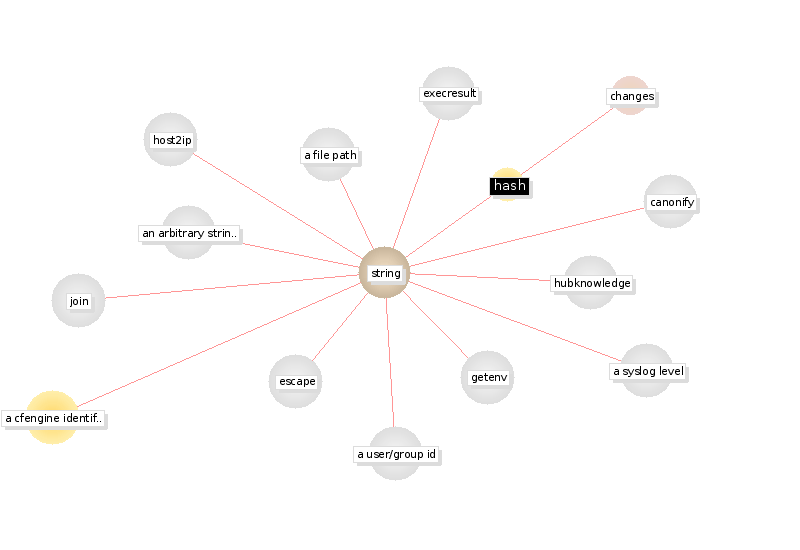 execresult
changes
host2ip
a file path
hash
canonify
an arbitrary strin..
string
hubknowledge
join
a syslog level
escape
getenv
a cfengine identif..
a user/group id